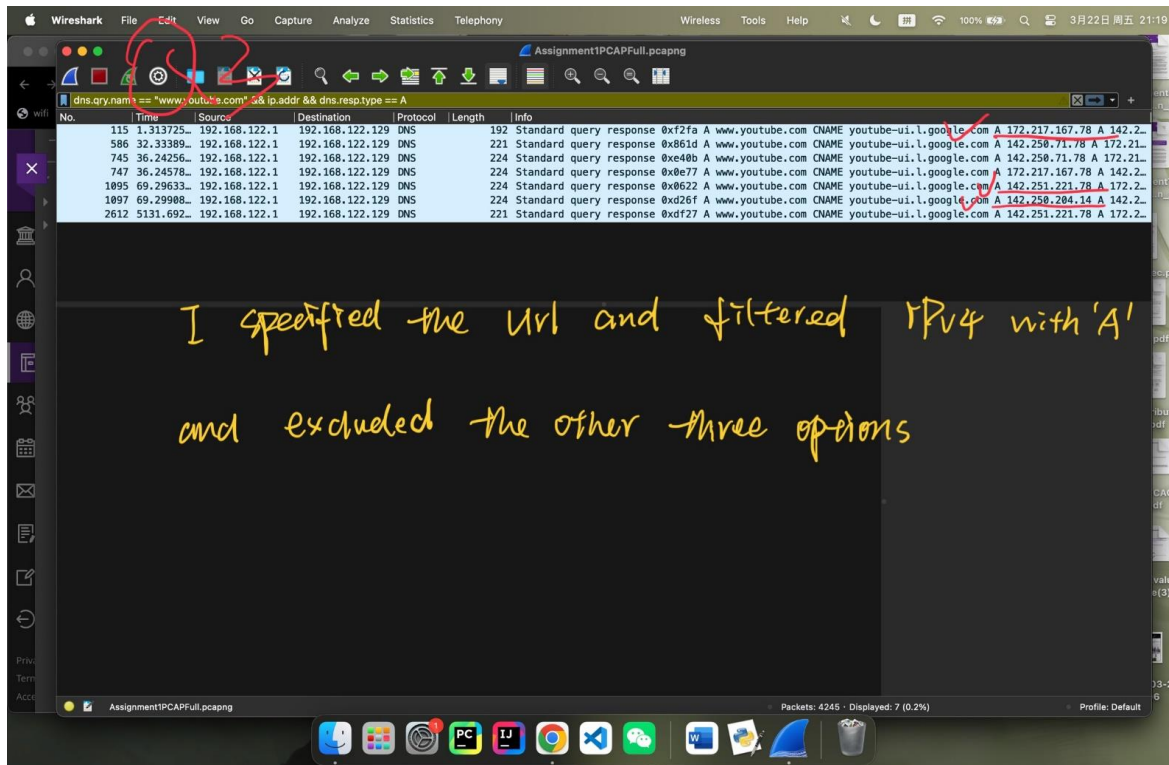 Wireshark File Edit View Go Capture Analyze Statistics Telephony Wireless Tools Help 拼 100% 3月22日 周五 21:19
Assignment1PCAPFull.pcapng
wifi
dns.qry.name == "www.youtube.com" && ip.addr && dns.resp.type == A
No. Time Source Destination Protocol Length Info
115 1.313725… 192.168.122.1 192.168.122.129 DNS 192 Standard query response 0xf2fa A www.youtube.com CNAME youtube-ui.l.google.com A 172.217.167.78 A 142.2…
586 32.33389… 192.168.122.1 192.168.122.129 DNS 221 Standard query response 0x861d A www.youtube.com CNAME youtube-ui.l.google.com A 142.250.71.78 A 172.21…
745 36.24256… 192.168.122.1 192.168.122.129 DNS 224 Standard query response 0xe40b A www.youtube.com CNAME youtube-ui.l.google.com A 142.250.71.78 A 172.21…
747 36.24578… 192.168.122.1 192.168.122.129 DNS 224 Standard query response 0x0e77 A www.youtube.com CNAME youtube-ui.l.google.com A 172.217.167.78 A 142.2…
1095 69.29633… 192.168.122.1 192.168.122.129 DNS 224 Standard query response 0x0622 A www.youtube.com CNAME youtube-ui.l.google.com A 142.251.221.78 A 172.2…
1097 69.29908… 192.168.122.1 192.168.122.129 DNS 224 Standard query response 0xd26f A www.youtube.com CNAME youtube-ui.l.google.com A 142.250.204.14 A 142.2…
2612 5131.692… 192.168.122.1 192.168.122.129 DNS 221 Standard query response 0xdf27 A www.youtube.com CNAME youtube-ui.l.google.com A 142.251.221.78 A 172.2…
I specified the url and filtered IPv4 with 'A'
and excluded the other three options
Priva
Term
Acce
Assignment1PCAPFull.pcapng Packets: 4245 · Displayed: 7 (0.2%) Profile: Default
1
PC
IJ
W